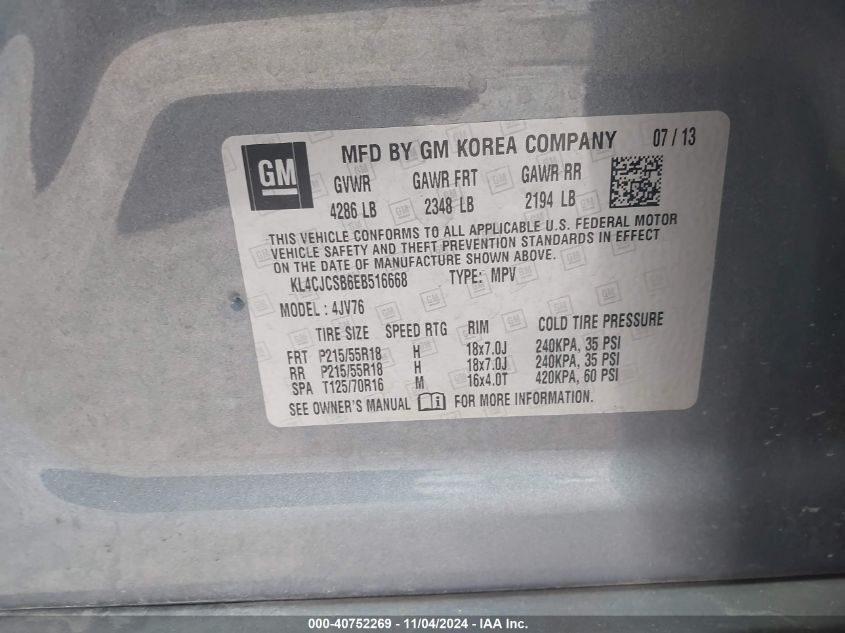 GM MFD BY GM KOREA COMPANY 07 / 13
GVWR GAWR FRT GAWR RR
4286 LB 2348 LB 2194 LB
THIS VEHICLE CONFORMS TO ALL APPLICABLE U.S. FEDERAL MOTOR
VEHICLE SAFETY AND THEFT PREVENTION STANDARDS IN EFFECT
ON THE DATE OF MANUFACTURE SHOWN ABOVE.
KL4CJCSB6EB516668 TYPE: MPV
MODEL : 4JV76
TIRE SIZE SPEED RTG RIM COLD TIRE PRESSURE
FRT P215/55R18 H 18x7.0J 240KPA, 35 PSI
RR P215/55R18 H 18x7.0J 240KPA, 35 PSI
SPA T125/70R16 M 16x4.0T 420KPA, 60 PSI
SEE OWNER'S MANUAL FOR MORE INFORMATION.
000-40752269 - 11/04/2024 - IAA Inc.